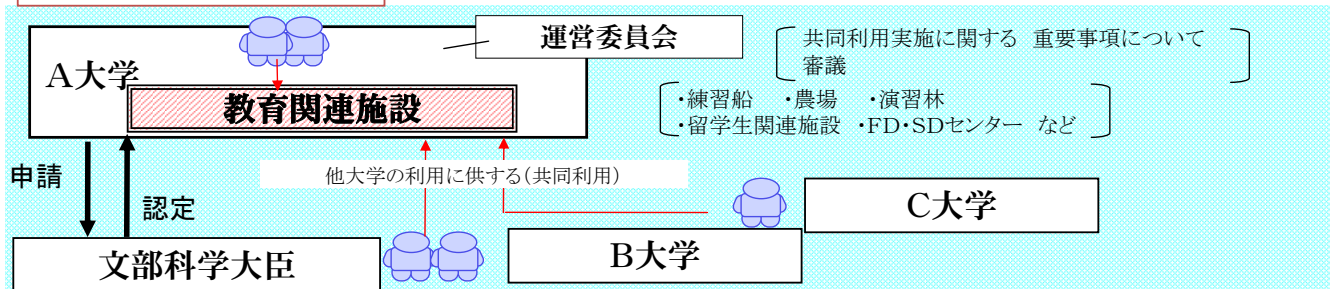 運営委員会
共同利用実施に関する 重要事項について
審議
A大学
教育関連施設
・練習船 ・農場 ・演習林
・留学生関連施設 ・FD・SDセンター など
申請
認定
他大学の利用に供する(共同利用)
C大学
B大学
文部科学大臣